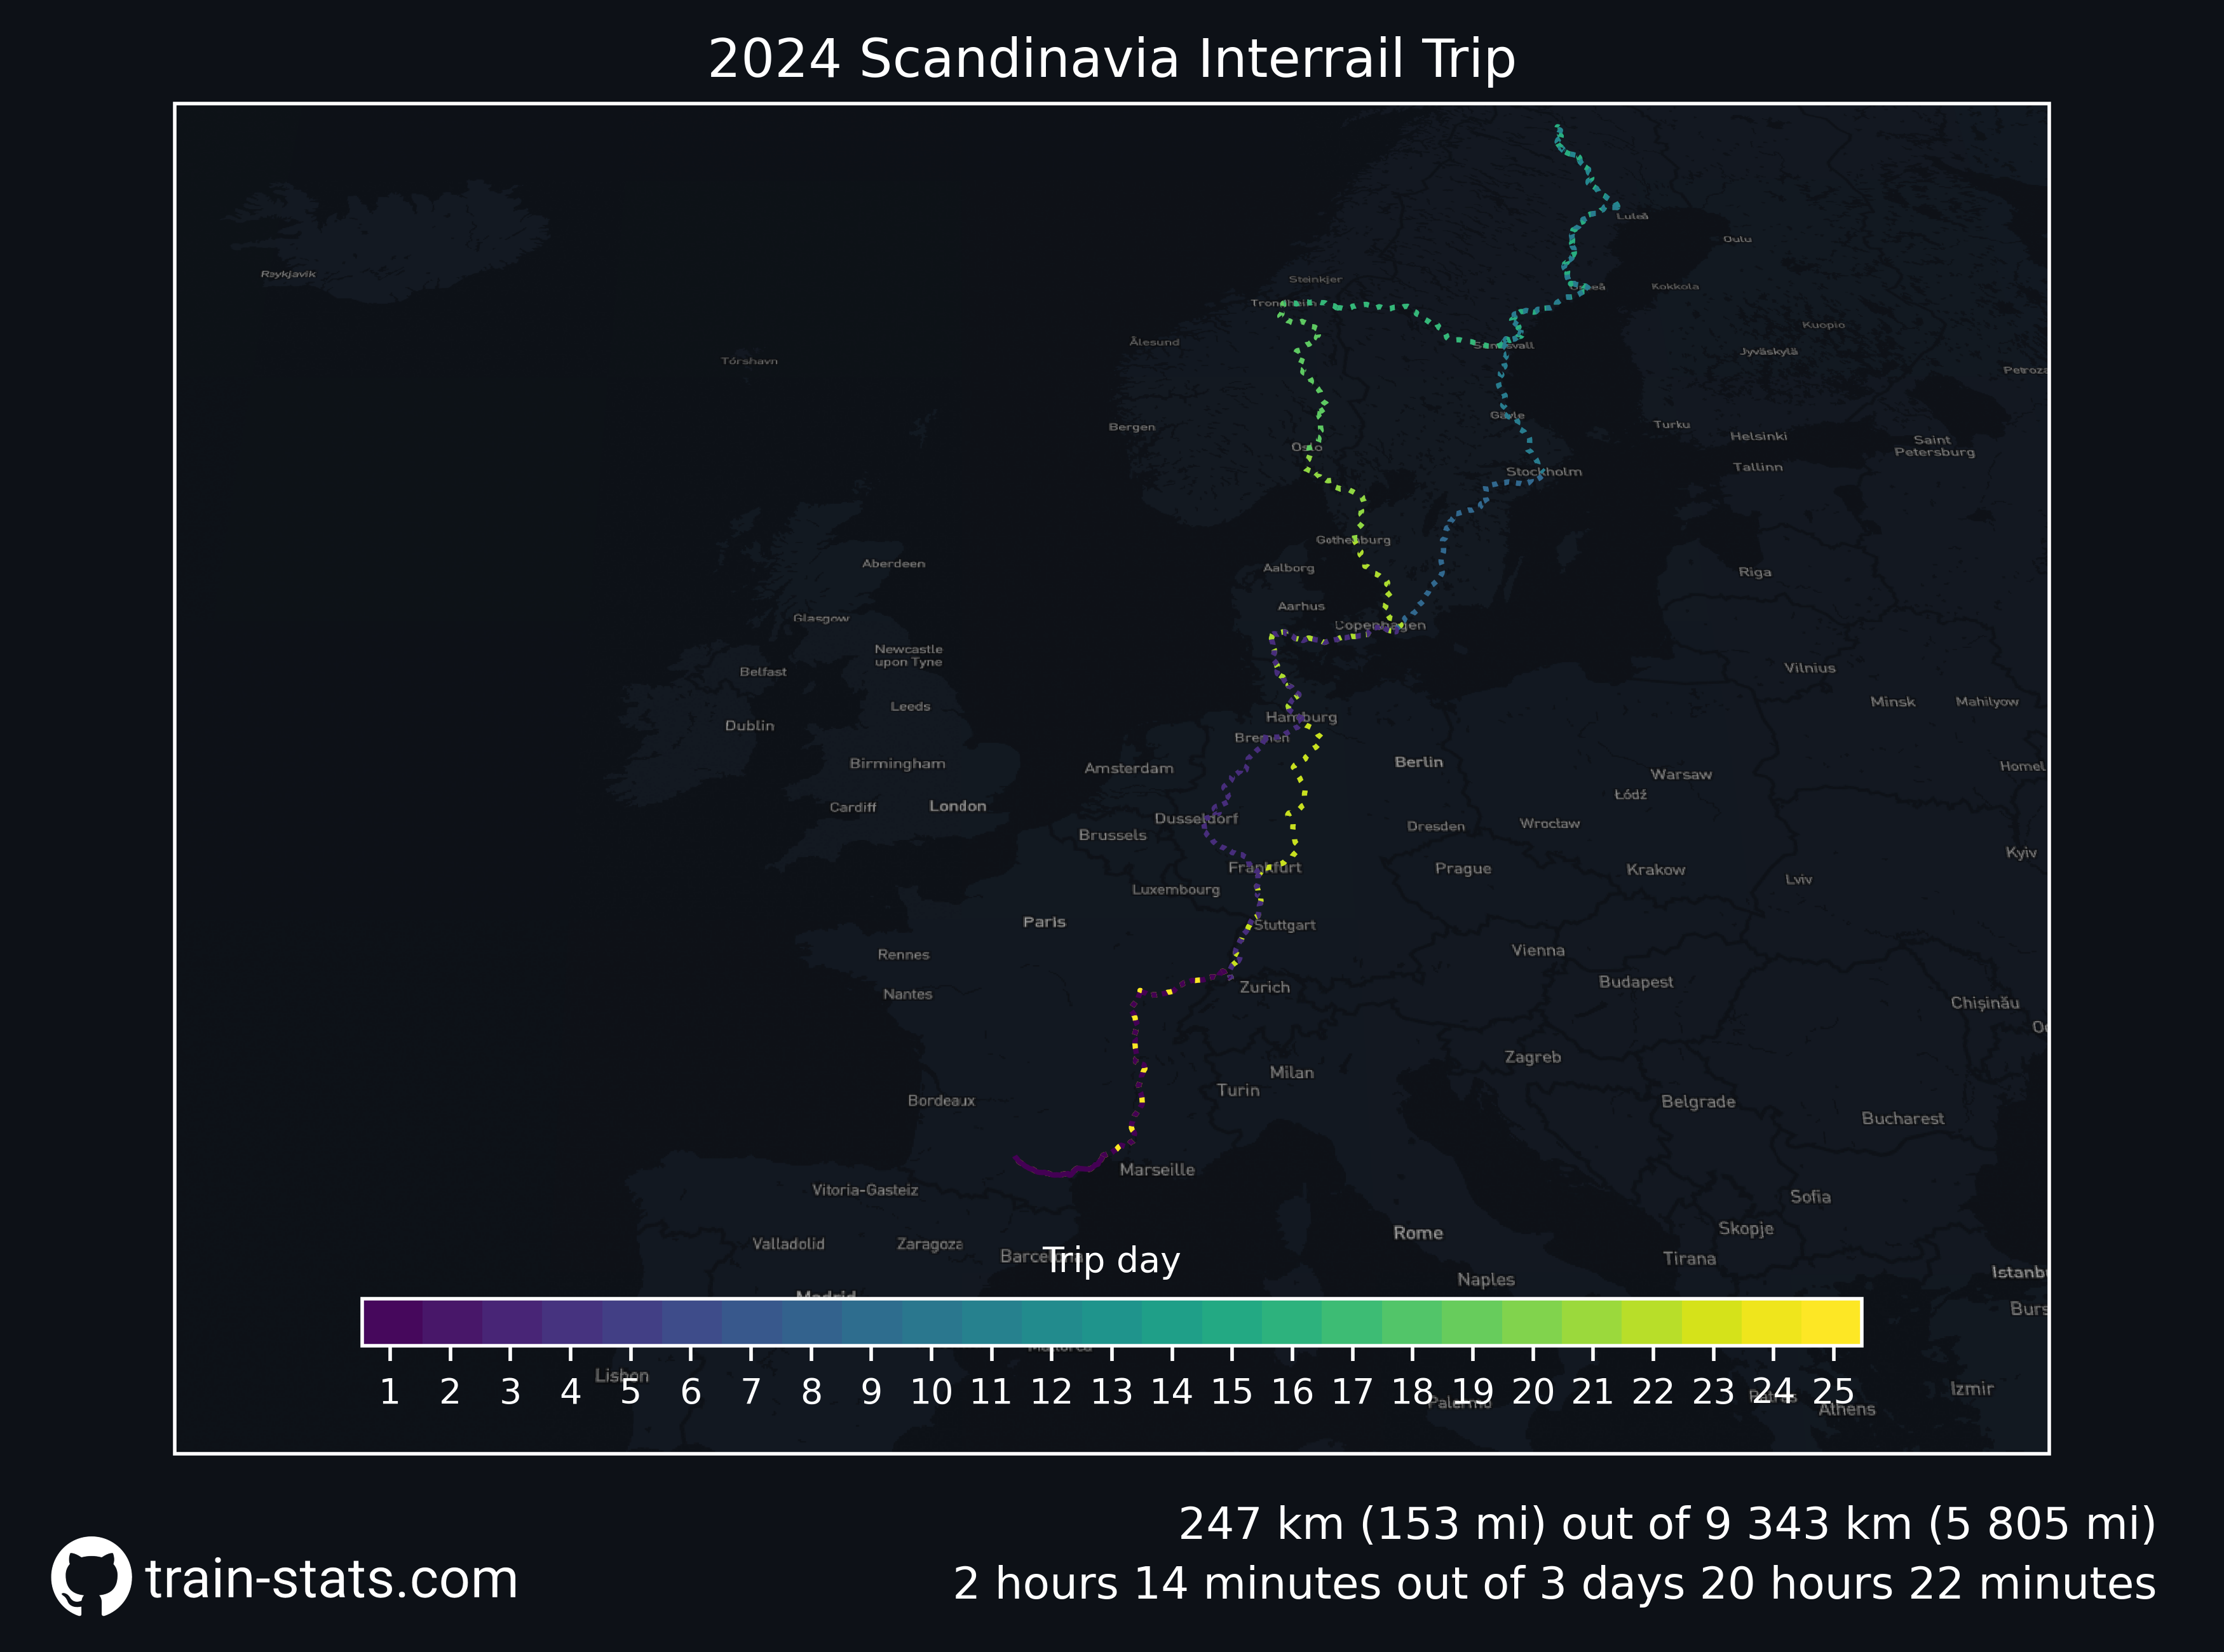 2024 Scandinavia Interrail Trip
Luleå
Oulu
Reykjavik
Steinkjer
Kokkola
Trondheim
Kuopio
Ålesund
Sundsvall
Jyväskylä
Tórshavn
Gävle
Turku
Bergen
Helsinki
Saint
Petersburg
Oslo
Tallinn
Stockholm
Gothenburg
Aberdeen
Aalborg
Riga
Aarhus
Glasgow
Copenhagen
Newcastle
upon Tyne
Belfast
Vilnius
Minsk
Mahilyow
Leeds
Hamburg
Dublin
Bremen
Birmingham
Amsterdam
Berlin
Homel
Warsaw
Łódź
Cardiff
London
Dusseldorf
Brussels
Dresden
Wrocław
Kyiv
Frankfurt
Prague
Krakow
Lviv
Luxembourg
Paris
Stuttgart
Rennes
Vienna
Nantes
Zurich
Budapest
Chișinău
Zagreb
Milan
Turin
Bordeaux
Belgrade
Bucharest
Marseille
Vitoria-Gasteiz
Sofia
Skopje
Rome
Valladolid
Zaragoza
Barcelona
Tirana
Trip day
Naples
Madrid
Lisbon
Izmir
Palermo
Athens
1 2 3 4 5 6 7 8 9 10 11 12 13 14 15 16 17 18 19 20 21 22 23 24 25
247 km (153 mi) out of 9 343 km (5 805 mi)
train-stats.com
2 hours 14 minutes out of 3 days 20 hours 22 minutes